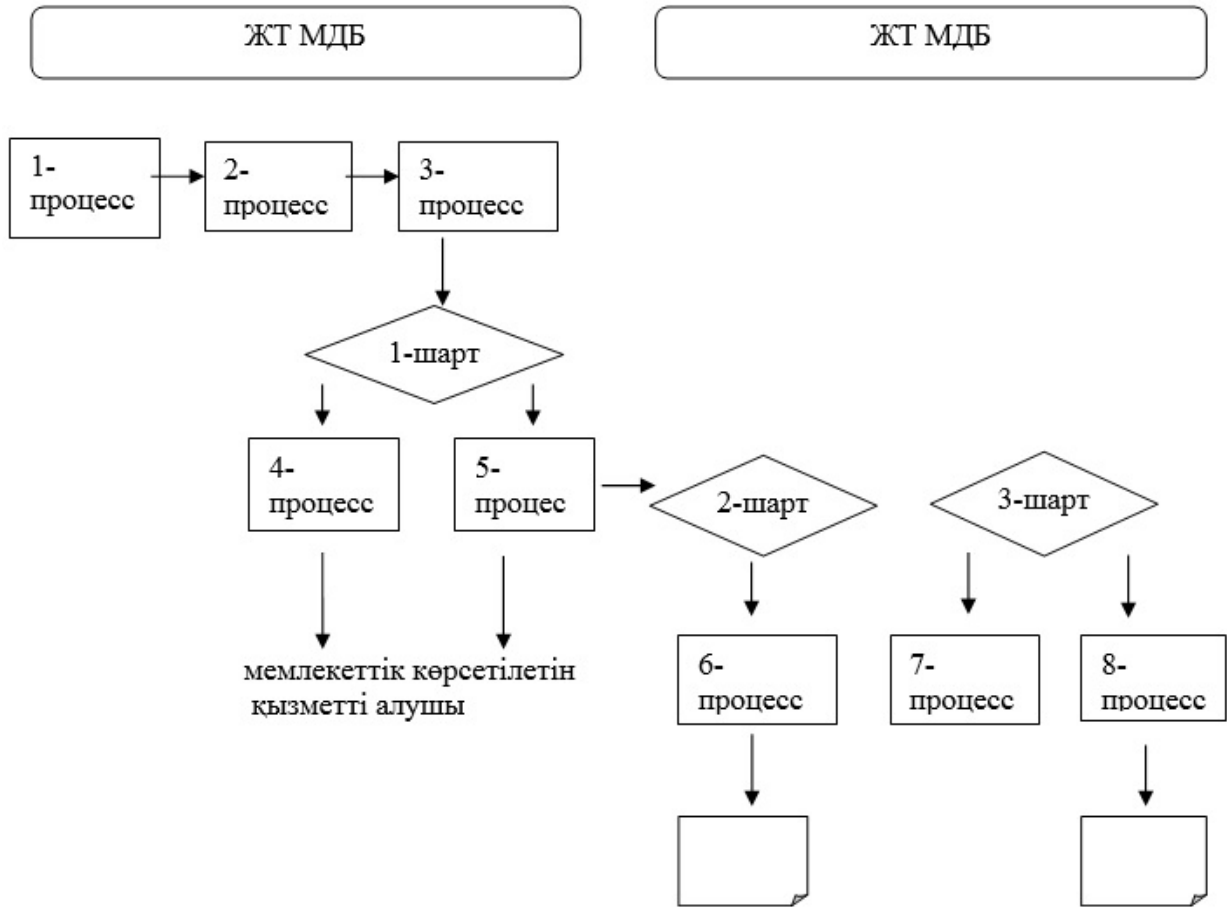 ЖТ МДБ
ЖТ МДБ
1-
процесс
2-
процесс
3-
процесс
1-шарт
4-
процесс
5-
процес
2-шарт
3-шарт
мемлекеттік көрсетілетін
қызметті алушы
6-
процесс
7-
процесс
8-
процесс